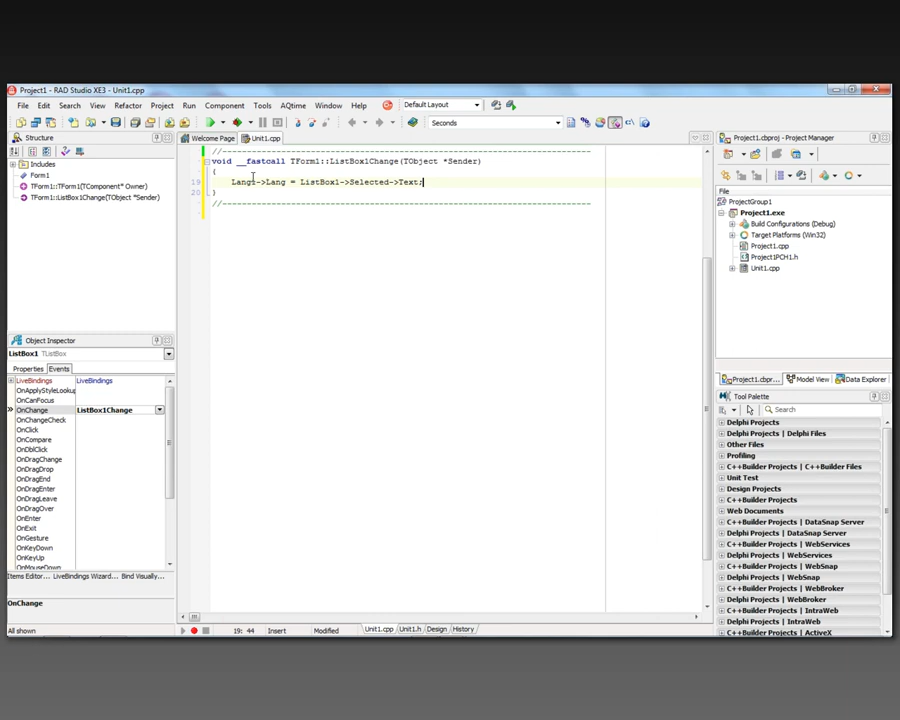 Project1 - RAD Studio XE3 - Unit1.cpp
File Edit Search View Refactor Project Run Component Tools AQtime Window Help Default Layout
Seconds
Structure
Welcome Page Unit1.cpp
Includes
Form1
TForm1::TForm1(TComponent* Owner)
TForm1::ListBox1Change(TObject *Sender)
//---------------------------------------------------------------------------
void __fastcall TForm1::ListBox1Change(TObject *Sender)
{
19 Lang1->Lang = ListBox1->Selected->Text;
20 }
//---------------------------------------------------------------------------
Project1.cbproj - Project Manager
File
ProjectGroup1
Project1.exe
Build Configurations (Debug)
Target Platforms (Win32)
Project1.cpp
Project1PCH1.h
Unit1.cpp
Project1.cbpr... Model View Data Explorer
Object Inspector
ListBox1 TListBox
Properties Events
LiveBindings LiveBindings
OnApplyStyleLookup
OnCanFocus
OnChange ListBox1Change
OnChangeCheck
OnClick
OnCompare
OnDblClick
OnDragChange
OnDragDrop
OnDragEnd
OnDragEnter
OnDragLeave
OnDragOver
OnEnter
OnExit
OnGesture
OnKeyDown
OnKeyUp
OnMouseDown
Items Editor... LiveBindings Wizard... Bind Visually...
OnChange
All shown
Tool Palette
Search
Delphi Projects
Delphi Projects | Delphi Files
Other Files
Profiling
C++Builder Projects | C++Builder Files
Unit Test
Design Projects
C++Builder Projects
Web Documents
C++Builder Projects | DataSnap Server
Delphi Projects | DataSnap Server
Delphi Projects | WebServices
C++Builder Projects | WebServices
C++Builder Projects | WebSnap
Delphi Projects | WebSnap
C++Builder Projects | WebBroker
Delphi Projects | WebBroker
C++Builder Projects | IntraWeb
Delphi Projects | IntraWeb
C++Builder Projects | ActiveX
19: 44 Insert Modified Unit1.cpp Unit1.h Design History